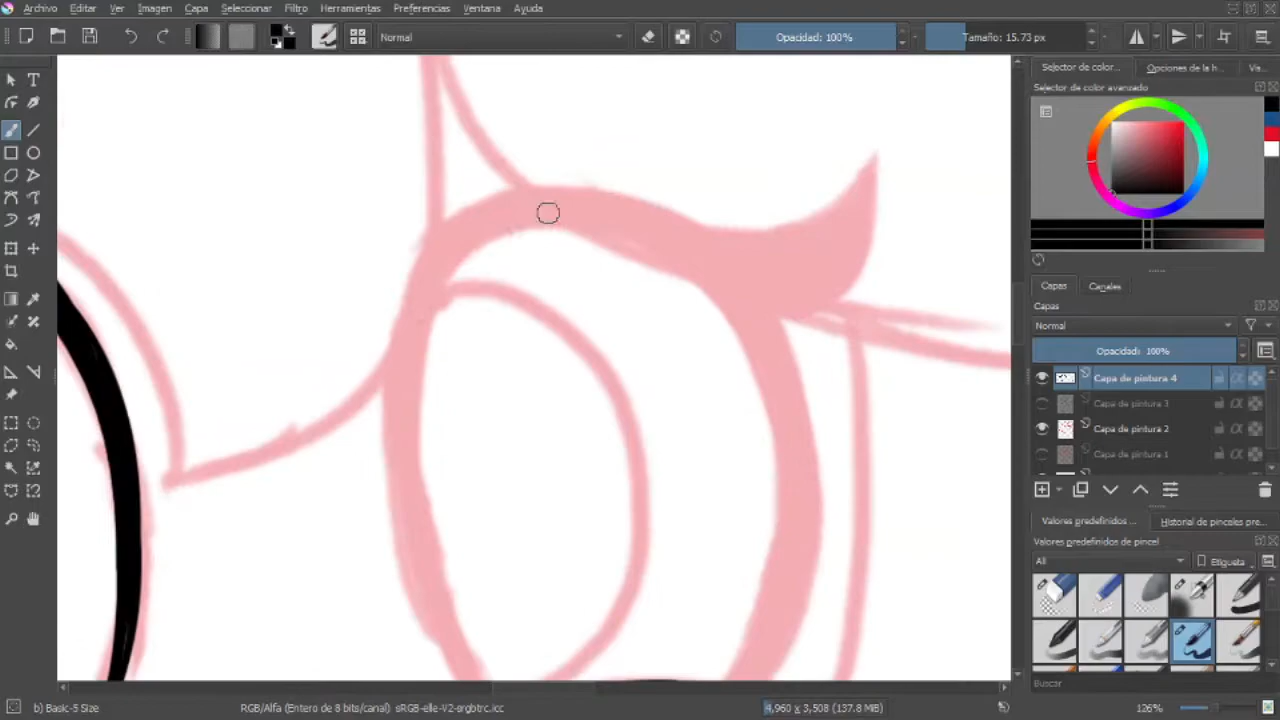 Archivo Editar Ver Imagen Capa Seleccionar Filtro Herramientas Preferencias Ventana Ayuda
Normal Opacidad: 100% Tamaño: 15.73 px
Selector de color... Opciones de la h... Vis...
Selector de color avanzado
Capas Canales
Capas
Normal
Opacidad: 100%
Capa de pintura 4
Capa de pintura 3
Capa de pintura 2
Capa de pintura 1
Valores predefinidos ... Historial de pinceles pre...
Valores predefinidos de pincel
All Etiqueta
Buscar
b) Basic-5 Size RGB/Alfa (Entero de 8 bits/canal) sRGB-elle-V2-srgbtrc.icc 4,960 x 3,508 (137.8 MiB) 126%